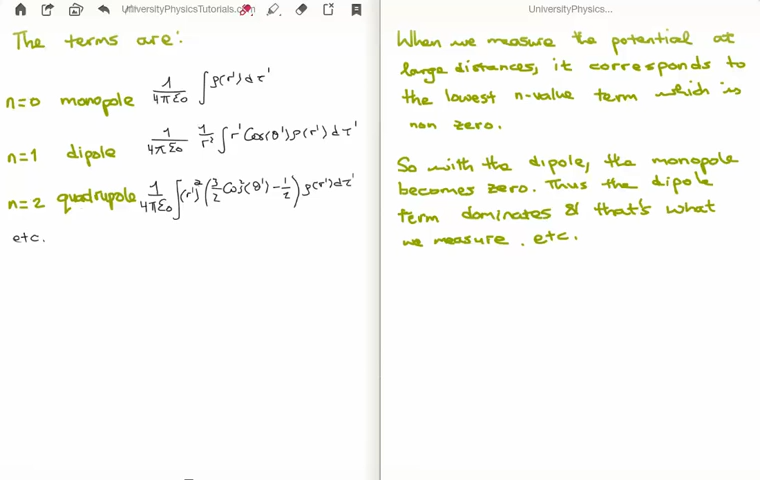 UniversityPhysicsTutorials.com
UniversityPhysics...
The terms are:
n=0 monopole 1/4πε0 ∫ρ(r')dτ'
n=1 dipole 1/4πε0 1/r² ∫r'cos(θ')ρ(r')dτ'
n=2 quadrupole 1/4πε0 ∫(r')²(3/2 cos²(θ') - 1/2)ρ(r')dτ'
etc.
When we measure the potential at
large distances, it corresponds to
the lowest n-value term which is
non zero.
So with the dipole, the monopole
becomes zero. Thus the dipole
term dominates & that's what
we measure. etc.